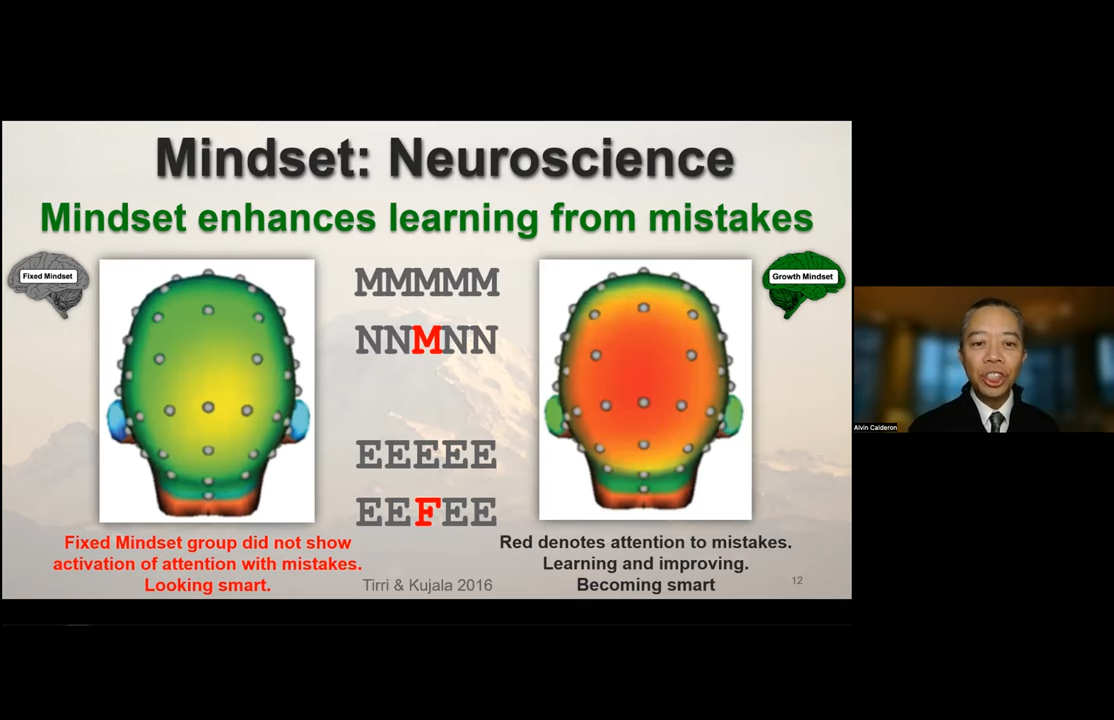 Mindset: Neuroscience
Mindset enhances learning from mistakes
Fixed Mindset
MMMMM
NNMNN
EEEEE
EEFEE
Growth Mindset
Fixed Mindset group did not show
activation of attention with mistakes.
Looking smart.
Tirri & Kujala 2016
Red denotes attention to mistakes.
Learning and improving.
Becoming smart
12
Alvin Calderon